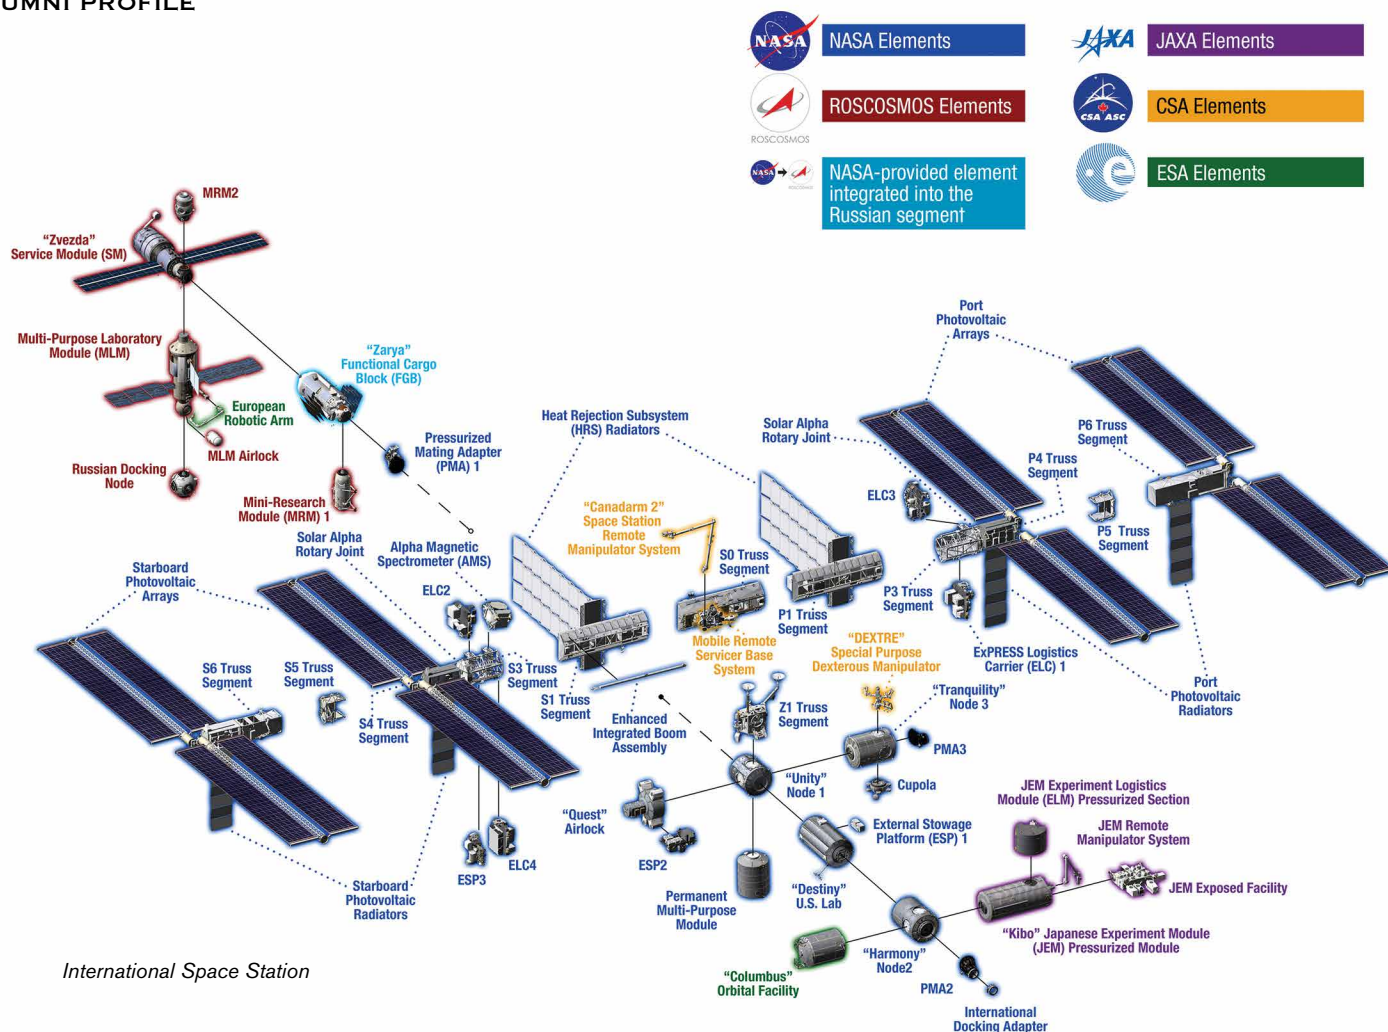 UMNI PROFILE
NASA
NASA Elements
JAXA
JAXA Elements
ROSCOSMOS
ROSCOSMOS Elements
CSA ASC
CSA Elements
NASA
ROSCOSMOS
NASA-provided element
integrated into the
Russian segment
ESA Elements
MRM2
“Zvezda”
Service Module (SM)
Multi-Purpose Laboratory
Module (MLM)
“Zarya”
Functional Cargo
Block (FGB)
European
Robotic Arm
MLM Airlock
Russian Docking
Node
Mini-Research
Module (MRM) 1
Pressurized
Mating Adapter
(PMA) 1
Heat Rejection Subsystem
(HRS) Radiators
Port
Photovoltaic
Arrays
Solar Alpha
Rotary Joint
P6 Truss
Segment
P4 Truss
Segment
P5 Truss
Segment
ELC3
“Canadarm 2”
Space Station
Remote
Manipulator System
S0 Truss
Segment
P1 Truss
Segment
P3 Truss
Segment
ExPRESS Logistics
Carrier (ELC) 1
Port
Photovoltaic
Radiators
Solar Alpha
Rotary Joint
Alpha Magnetic
Spectrometer (AMS)
ELC2
Starboard
Photovoltaic
Arrays
S6 Truss
Segment
S5 Truss
Segment
S4 Truss
Segment
S3 Truss
Segment
S1 Truss
Segment
Enhanced
Integrated Boom
Assembly
Mobile Remote
Servicer Base
System
“DEXTRE”
Special Purpose
Dexterous Manipulator
“Tranquility”
Node 3
Z1 Truss
Segment
PMA3
Cupola
“Unity”
Node 1
“Quest”
Airlock
ESP2
ESP3
ELC4
Starboard
Photovoltaic
Radiators
Permanent
Multi-Purpose
Module
External Stowage
Platform (ESP) 1
“Destiny”
U.S. Lab
JEM Experiment Logistics
Module (ELM) Pressurized Section
JEM Remote
Manipulator System
JEM Exposed Facility
“Kibo” Japanese Experiment Module
(JEM) Pressurized Module
“Harmony”
Node2
“Columbus”
Orbital Facility
PMA2
International
Docking Adapter
International Space Station